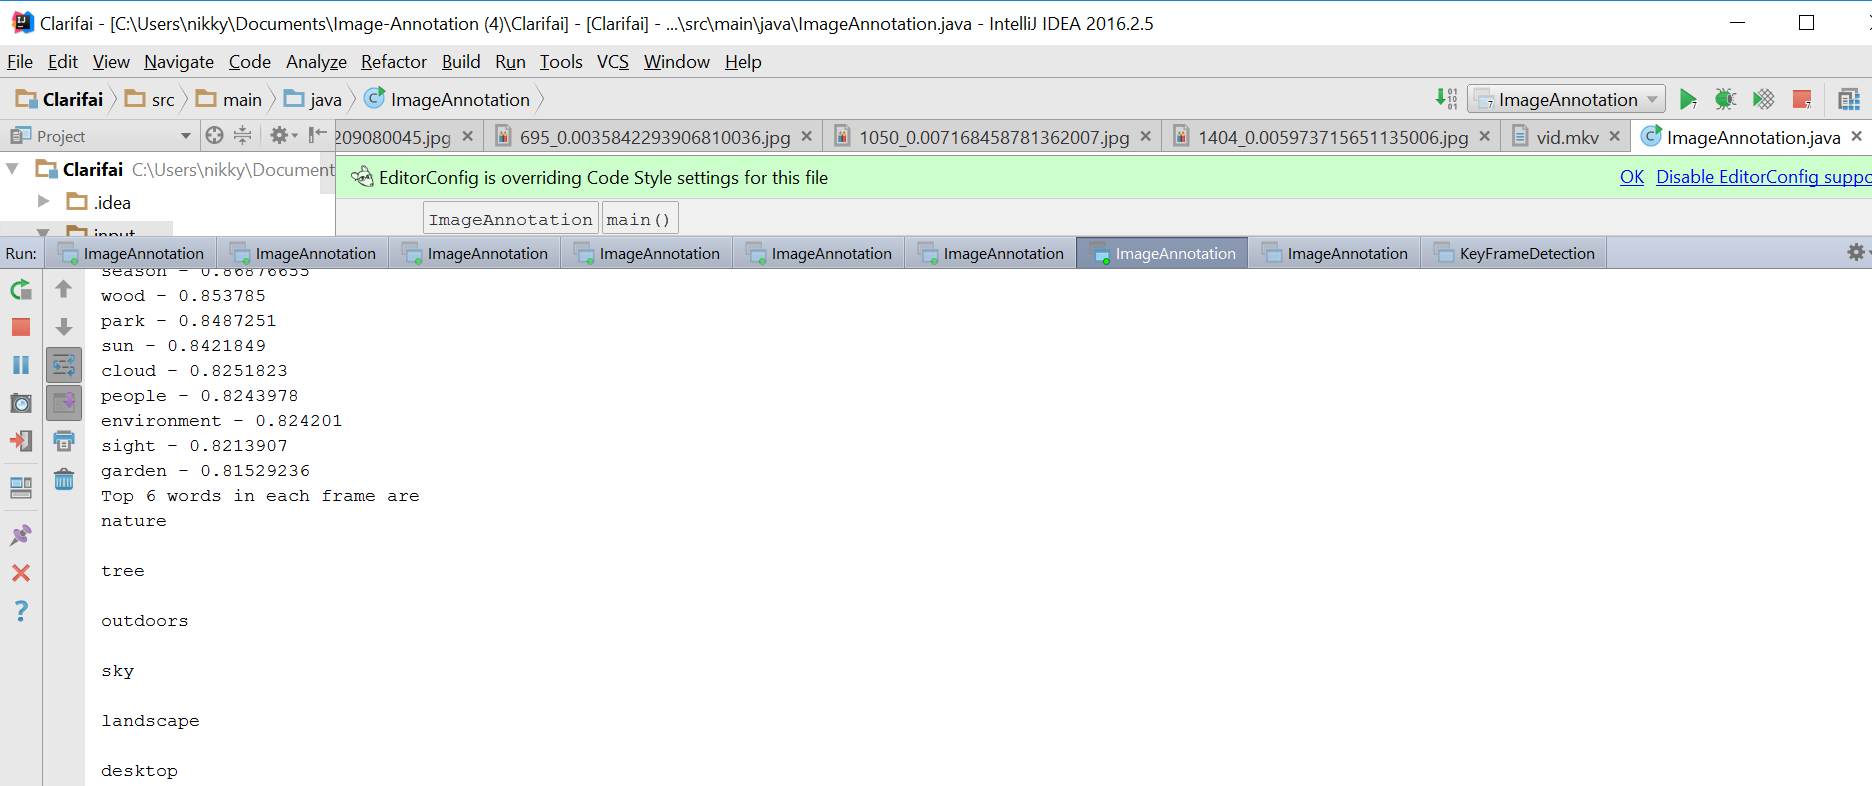 Clarifai - [C:\Users\nikky\Documents\Image-Annotation (4)\Clarifai] - [Clarifai] - ...\src\main\java\ImageAnnotation.java - IntelliJ IDEA 2016.2.5
File Edit View Navigate Code Analyze Refactor Build Run Tools VCS Window Help
Clarifai src main java ImageAnnotation ImageAnnotation
Project 209080045.jpg 695_0.0035842293906810036.jpg 1050_0.007168458781362007.jpg 1404_0.005973715651135006.jpg vid.mkv ImageAnnotation.java
Clarifai C:\Users\nikky\Document
EditorConfig is overriding Code Style settings for this file OK Disable EditorConfig suppo
.idea
ImageAnnotation main()
input
Run: ImageAnnotation ImageAnnotation ImageAnnotation ImageAnnotation ImageAnnotation ImageAnnotation ImageAnnotation ImageAnnotation KeyFrameDetection
season - 0.86876655
wood - 0.853785
park - 0.8487251
sun - 0.8421849
cloud - 0.8251823
people - 0.8243978
environment - 0.824201
sight - 0.8213907
garden - 0.81529236
Top 6 words in each frame are
nature
tree
outdoors
sky
landscape
desktop